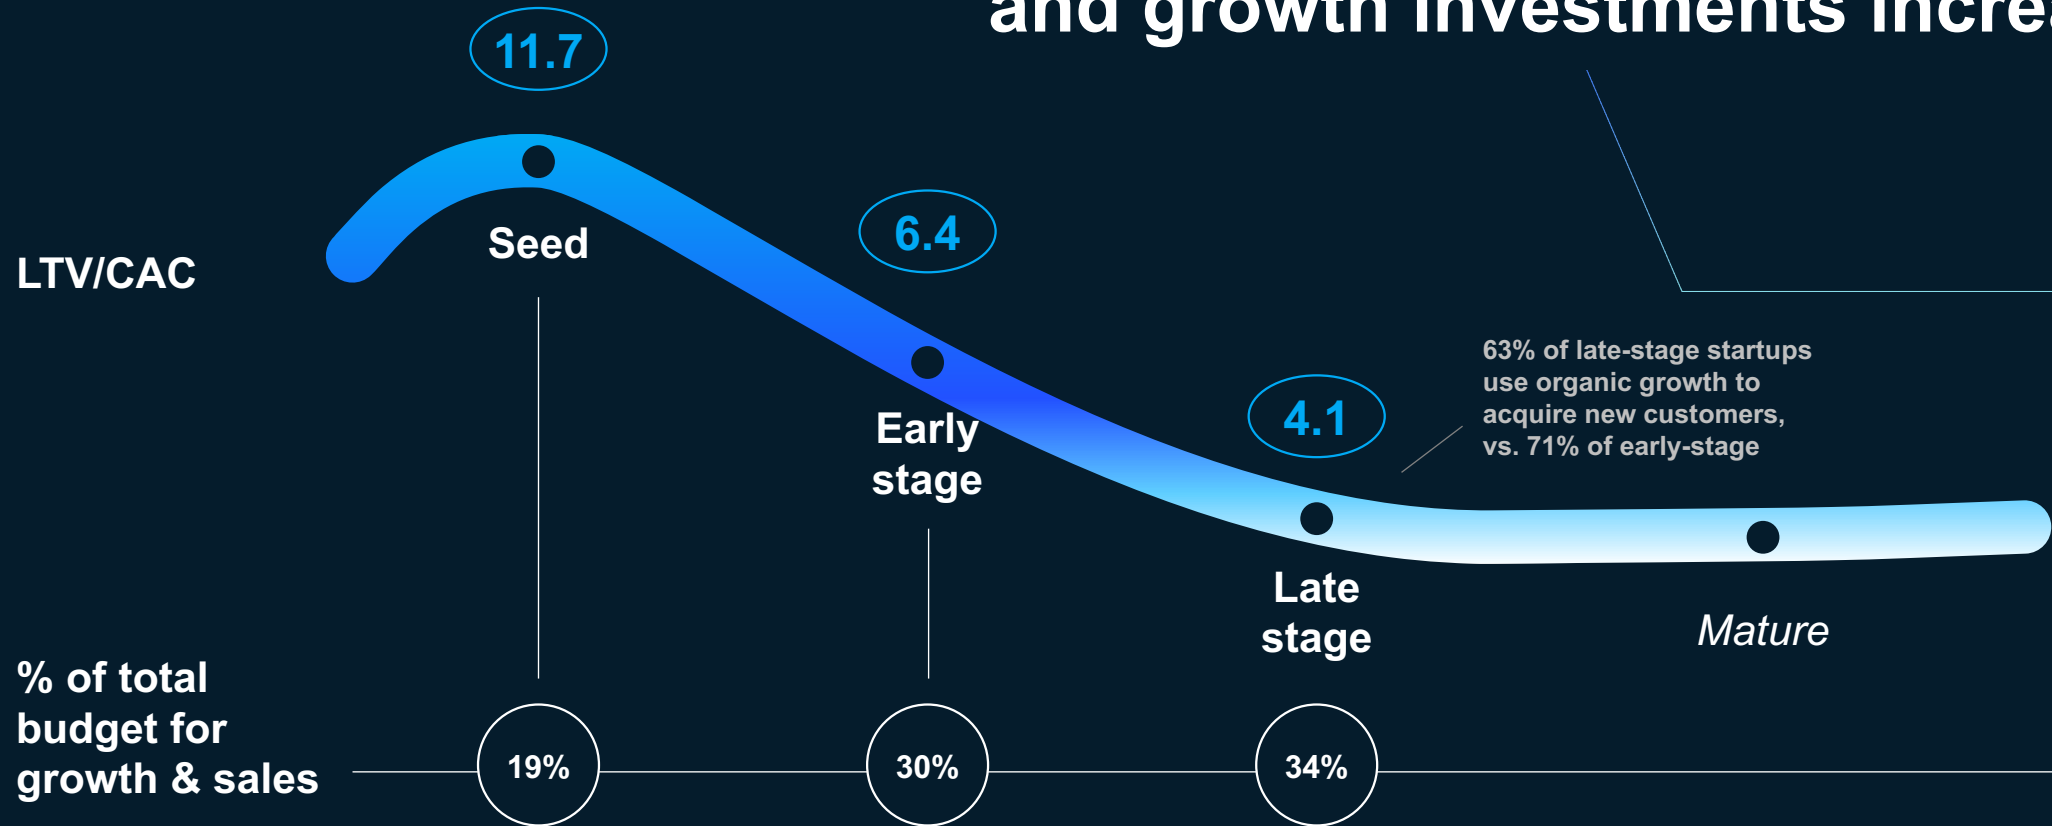 and growth investments increa
11.7
Seed
LTV/CAC
6.4
Early
stage
4.1
63% of late-stage startups
use organic growth to
acquire new customers,
vs. 71% of early-stage
Late
stage
Mature
% of total
budget for
growth & sales
19%
30%
34%